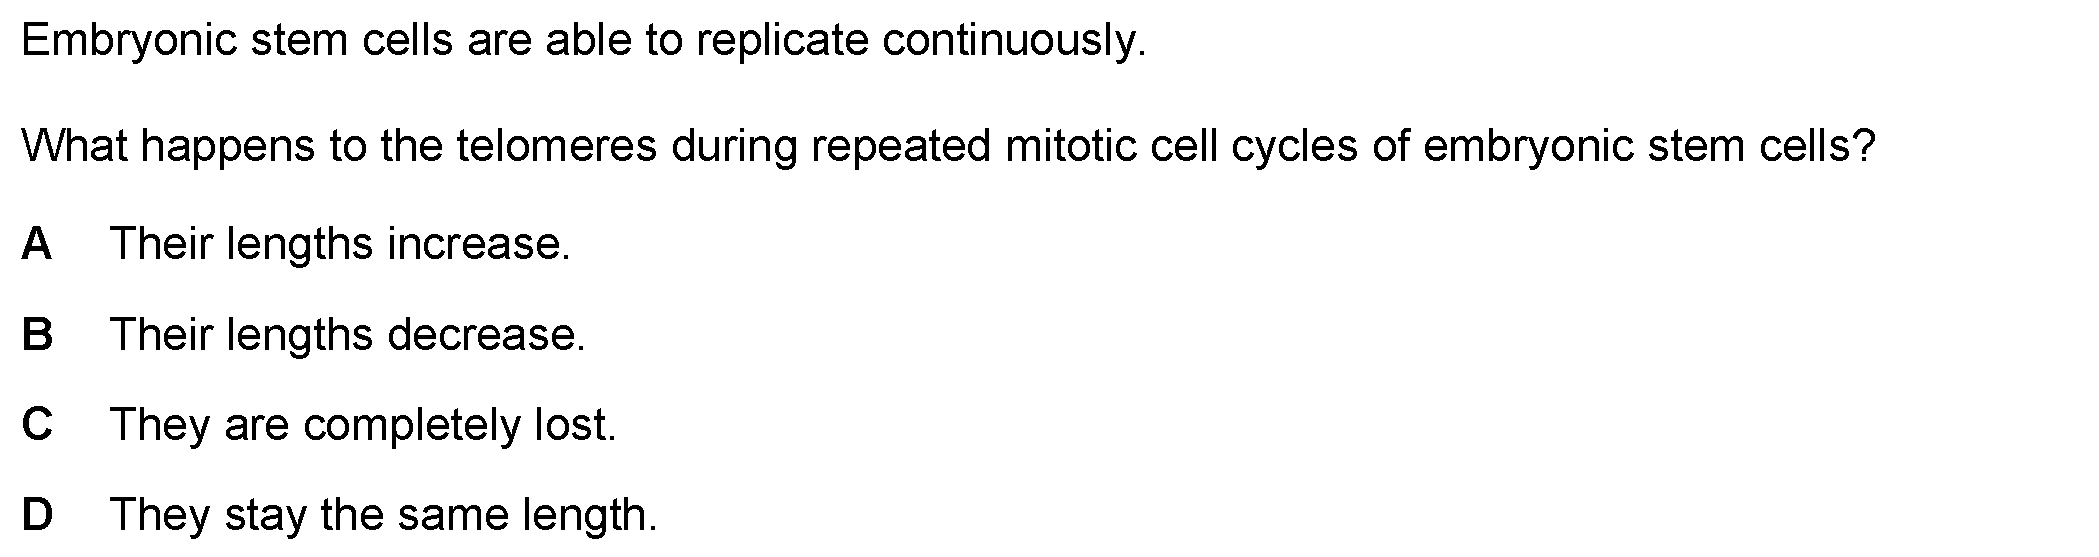 Embryonic stem cells are able to replicate continuously.
What happens to the telomeres during repeated mitotic cell cycles of embryonic stem cells?
A Their lengths increase.
B Their lengths decrease.
C They are completely lost.
D They stay the same length.